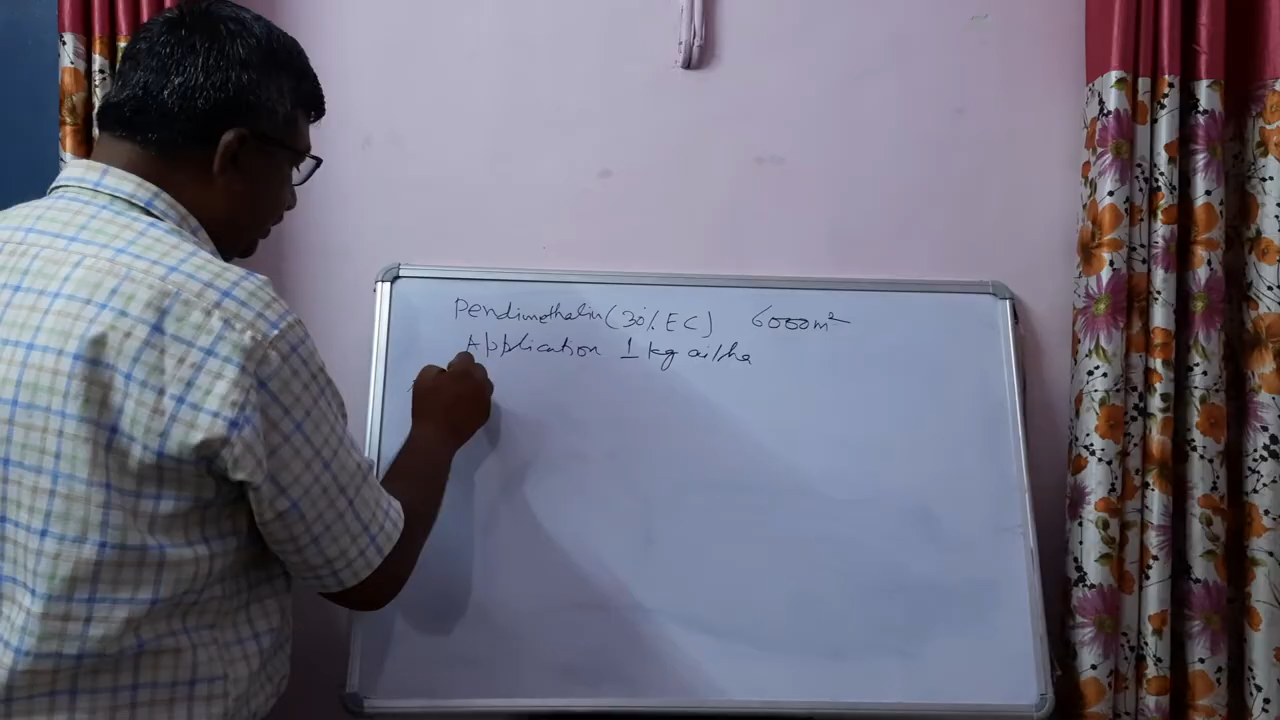 Pendimethalin (30% EC) 6000m²
Application 1 kg ai/ha